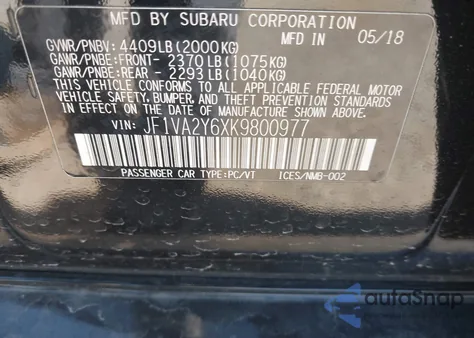 MFD BY SUBARU CORPORATION
GVWR/PNBV: 4409LB (2000KG) 05/18
GAWR/PNBE:FRONT- 2370LB (1075KG)
GAWR/PNBE:REAR - 2293LB (1040KG)
THIS VEHICLE CONFORMS TO ALL APPLICABLE FEDERAL MOTOR
VEHICLE SAFETY, BUMPER, AND THEFT PREVENTION STANDARDS
IN EFFECT ON THE DATE OF MANUFACTURE SHOWN ABOVE.
VIN: JF1VA2Y6XK9800977
PASSENGER CAR TYPE:PC/VT ICES/NMB-002
autoSnap